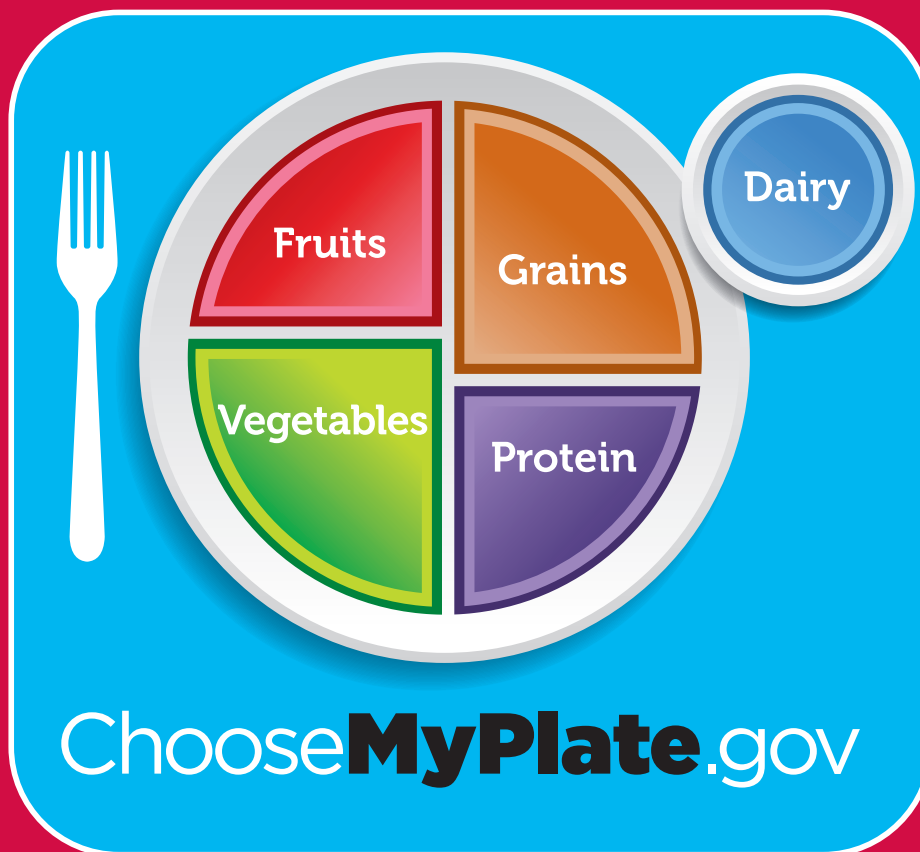 Fruits
Grains
Dairy
Vegetables
Protein
ChooseMyPlate.gov